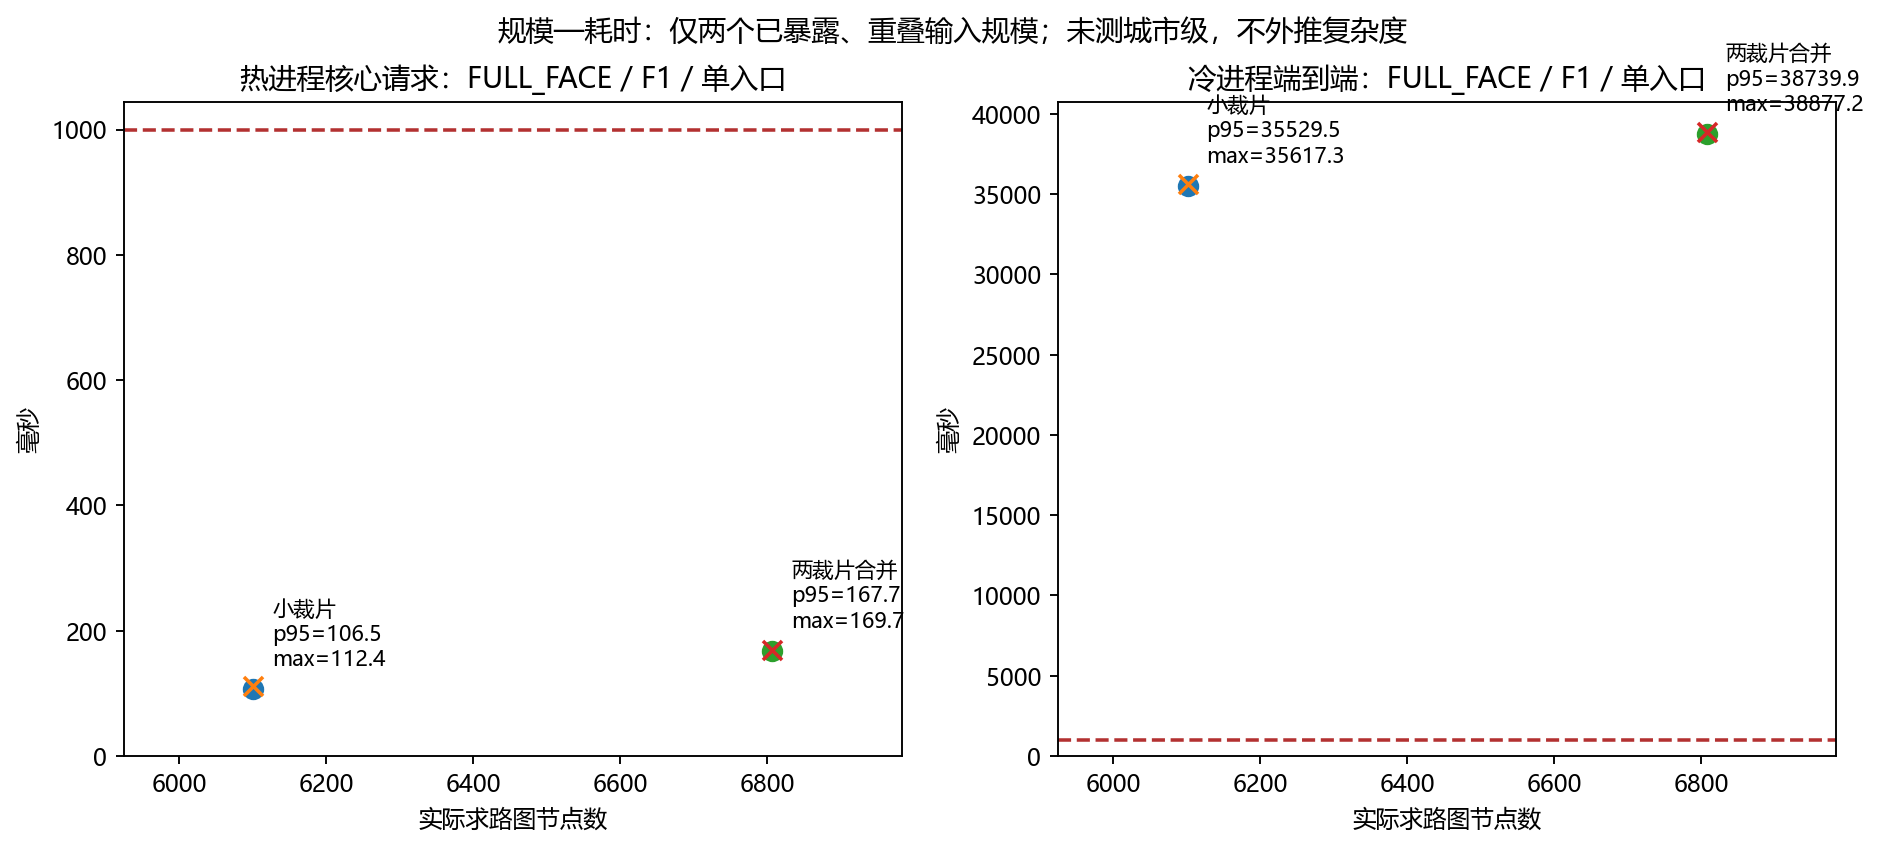 规模—耗时：仅两个已暴露、重叠输入规模；未测城市级，不外推复杂度
热进程核心请求：FULL_FACE / F1 / 单入口
1000
800
600
400
200
0
毫秒
小裁片
p95=106.5
max=112.4
两裁片合并
p95=167.7
max=169.7
6000
6200
6400
6600
6800
实际求路图节点数
冷进程端到端：FULL_FACE / F1 / 单入口
40000
35000
30000
25000
20000
15000
10000
5000
0
毫秒
小裁片
p95=35529.5
max=35617.3
两裁片合并
p95=38739.9
max=38877.2
6000
6200
6400
6600
6800
实际求路图节点数